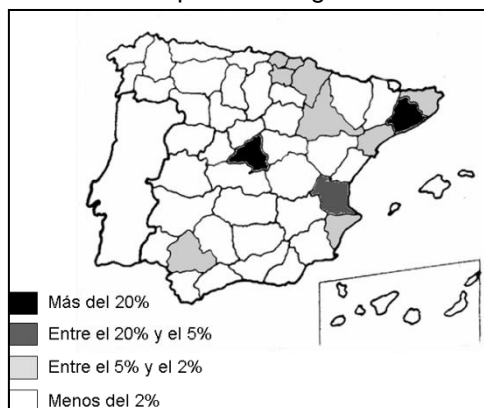 Más del 20%
Entre el 20% y el 5%
Entre el 5% y el 2%
Menos del 2%